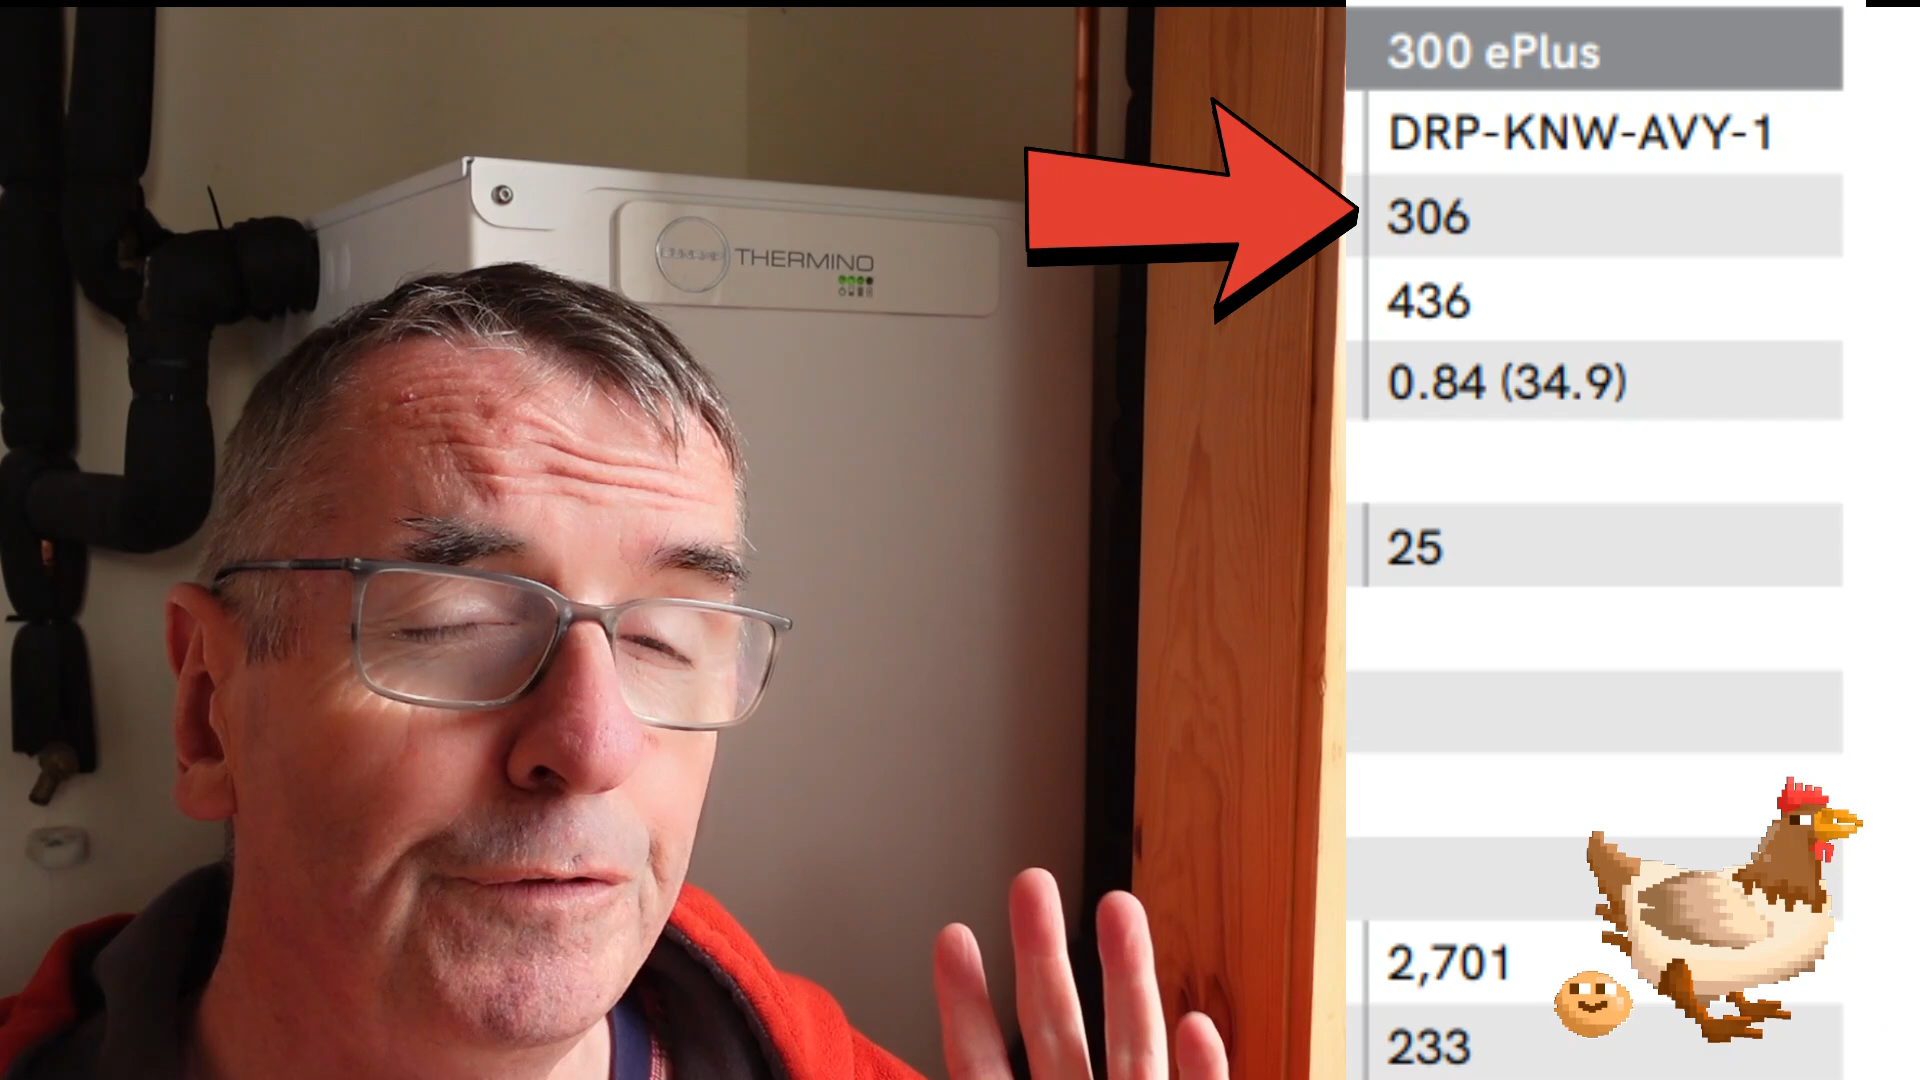 THERMINO
300 ePlus
DRP-KNW-AVY-1
306
436
0.84 (34.9)
25
2,701
233